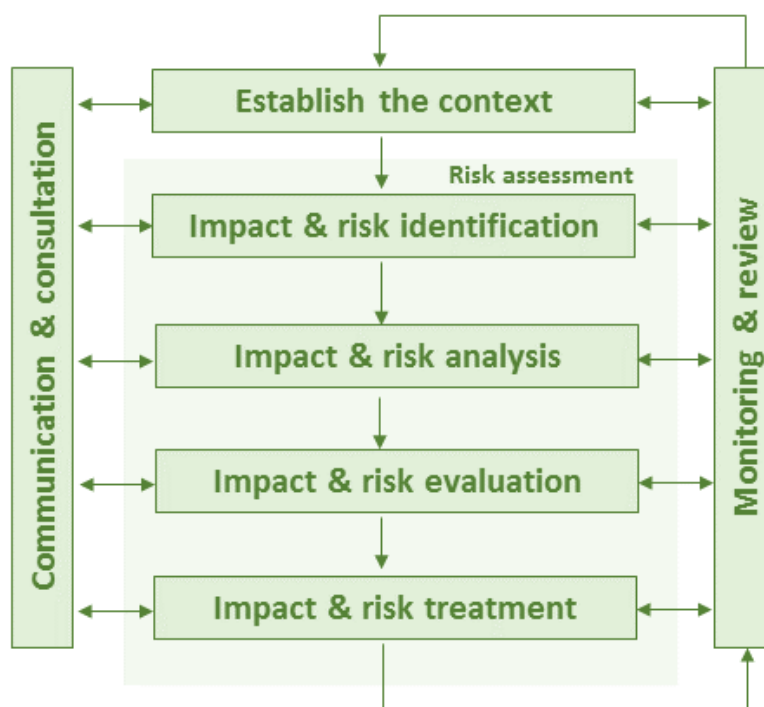 Establish the context
Risk assessment
Impact & risk identification
Impact & risk analysis
Impact & risk evaluation
Impact & risk treatment
Communication & consultation
Monitoring & review